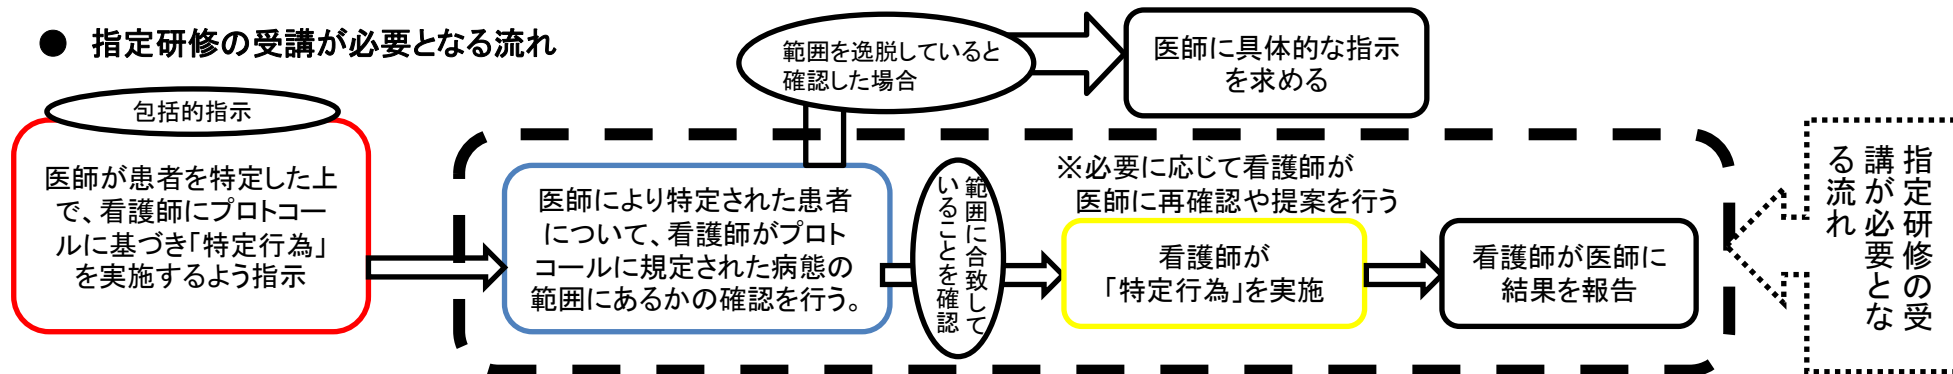 ● 指定研修の受講が必要となる流れ
範囲を逸脱していると
確認した場合
医師に具体的な指示
を求める
包括的指示
医師が患者を特定した上
で、看護師にプロトコー
ルに基づき「特定行為」
を実施するよう指示
医師により特定された患者
について、看護師がプロト
コールに規定された病態の
範囲にあるかの確認を行う。
範囲に合致して
いることを確認
※必要に応じて看護師が
医師に再確認や提案を行う
看護師が
「特定行為」を実施
看護師が医師に
結果を報告
指定研修の受
講が必要とな
る流れ